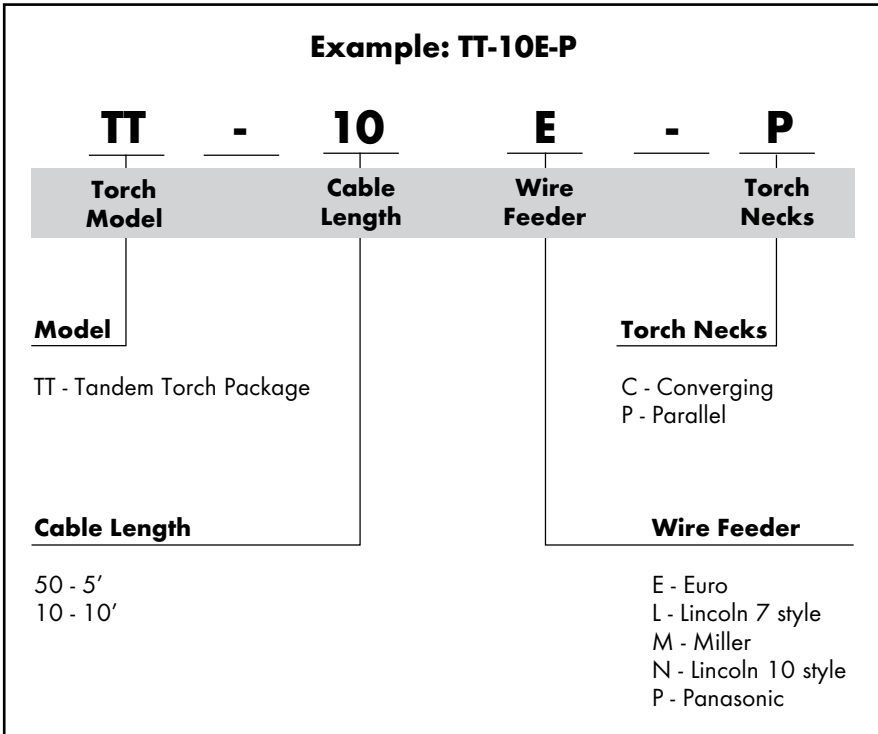 Example: TT-10E-P
TT - 10 E - P
Torch Model
Cable Length
Wire Feeder
Torch Necks
Model
TT - Tandem Torch Package
Torch Necks
C - Converging
P - Parallel
Cable Length
50 - 5’
10 - 10’
Wire Feeder
E - Euro
L - Lincoln 7 style
M - Miller
N - Lincoln 10 style
P - Panasonic